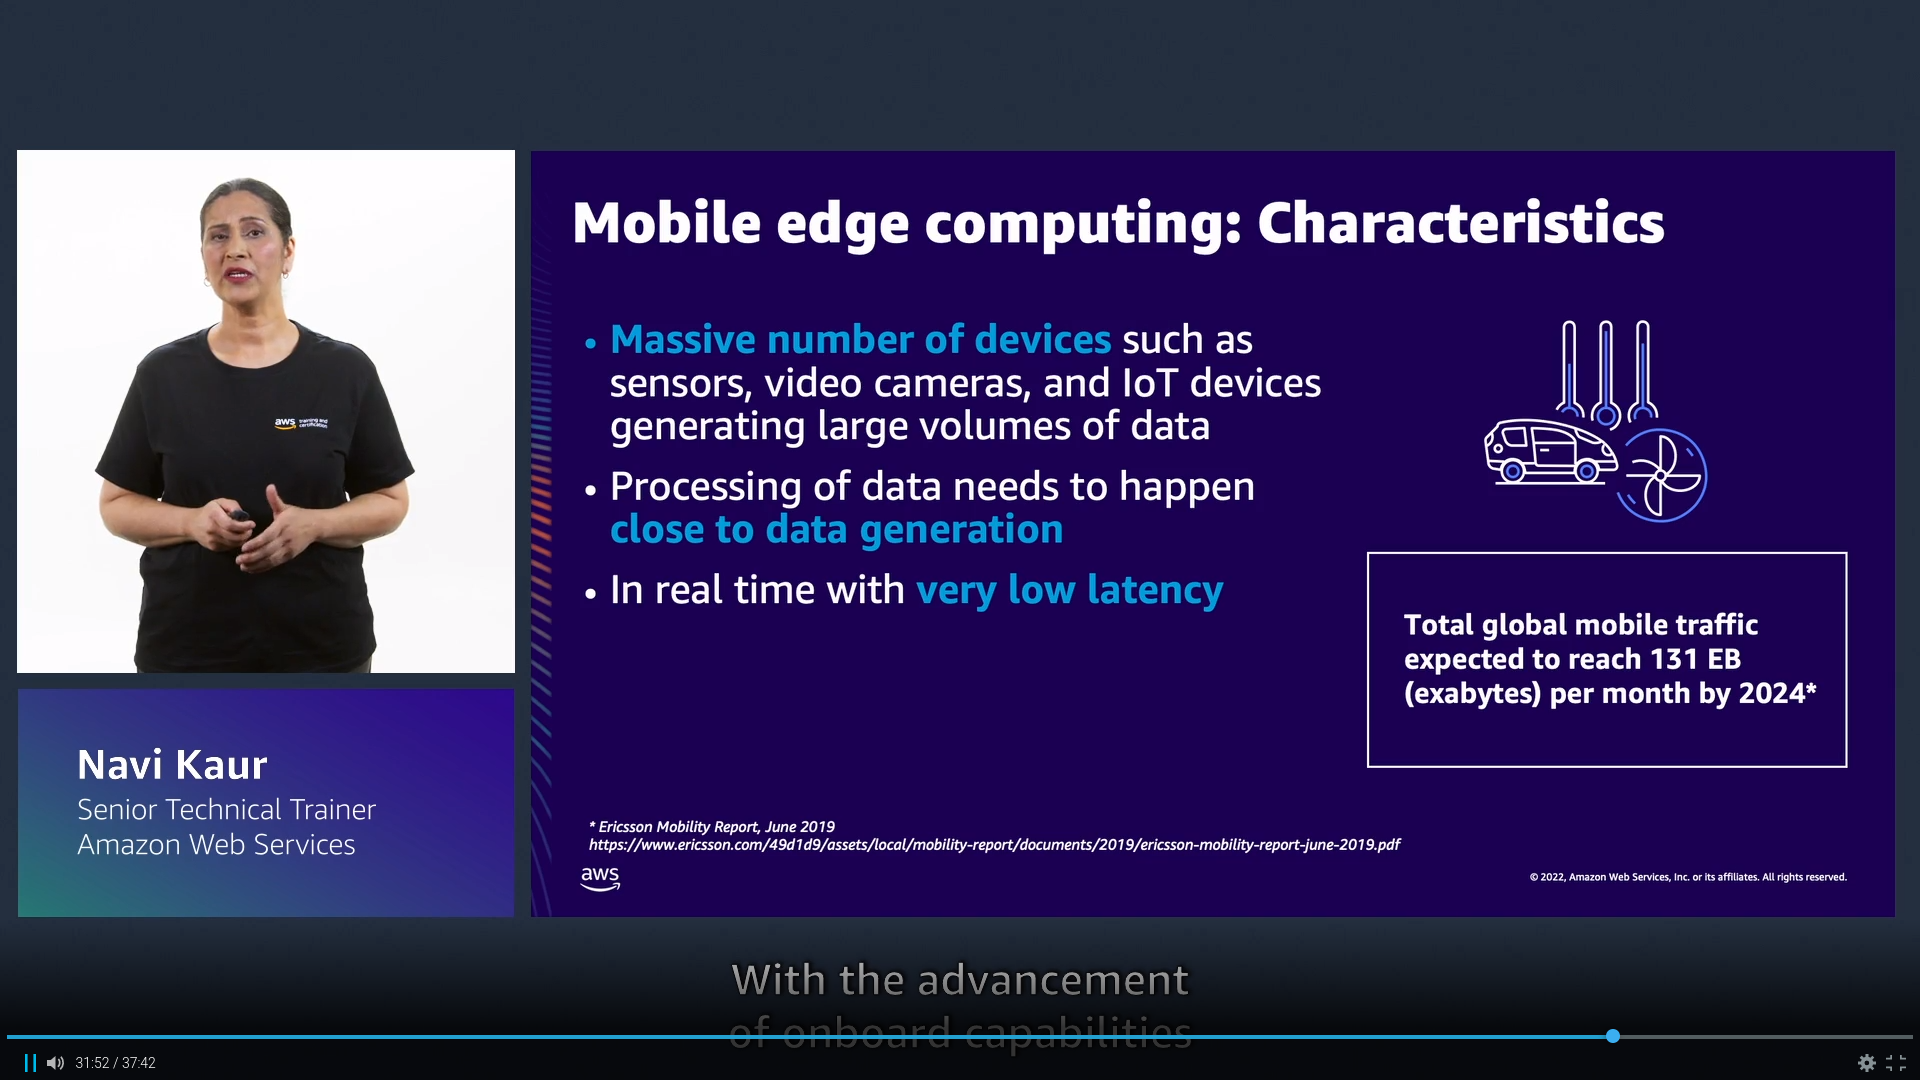 Mobile edge computing: Characteristics
• Massive number of devices such as
sensors, video cameras, and IoT devices
generating large volumes of data
• Processing of data needs to happen
close to data generation
• In real time with very low latency
Total global mobile traffic
expected to reach 131 EB
(exabytes) per month by 2024*
* Ericsson Mobility Report, June 2019
https://www.ericsson.com/49d1d9/assets/local/mobility-report/documents/2019/ericsson-mobility-report-june-2019.pdf
aws
© 2022, Amazon Web Services, Inc. or its affiliates. All rights reserved.
aws training and
certification
Navi Kaur
Senior Technical Trainer
Amazon Web Services
With the advancement
of onboard capabilities
31:52 / 37:42